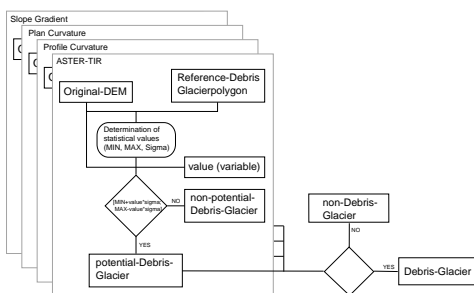 Slope Gradient
Plan Curvature
Profile Curvature
ASTER-TIR
Original-DEM
Reference-Debris
Glacierpolygon
Determination of
statistical values
(MIN, MAX, Sigma)
value (variable)
[MIN+value*sigma;
MAX-value*sigma]
NO
non-potential-
Debris-Glacier
YES
potential-Debris-
Glacier
non-Debris-
Glacier
NO
YES
Debris-Glacier